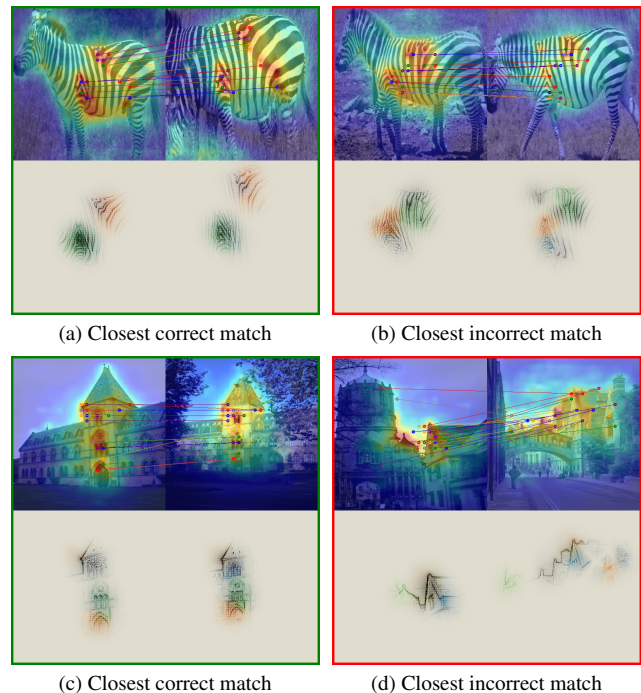 (a) Closest correct match
(b) Closest incorrect match
(c) Closest correct match
(d) Closest incorrect match